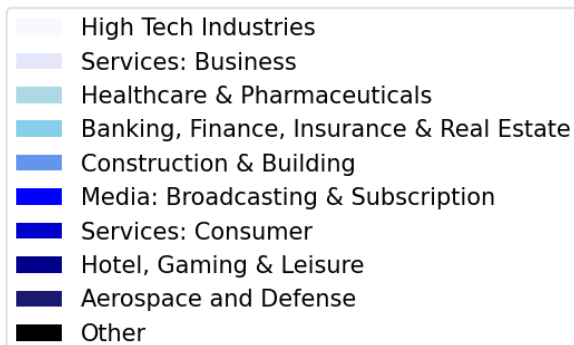 High Tech Industries
Services: Business
Healthcare & Pharmaceuticals
Banking, Finance, Insurance & Real Estate
Construction & Building
Media: Broadcasting & Subscription
Services: Consumer
Hotel, Gaming & Leisure
Aerospace and Defense
Other